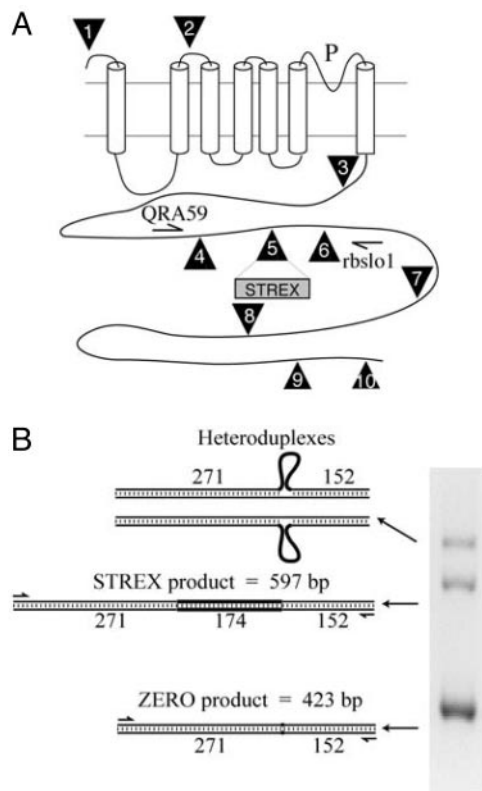 A
1
2
P
3
QRA59
4
5
6
rbslo1
7
STREX
8
9
10
B
Heteroduplexes
271 152
STREX product = 597 bp
271 174 152
ZERO product = 423 bp
271 152